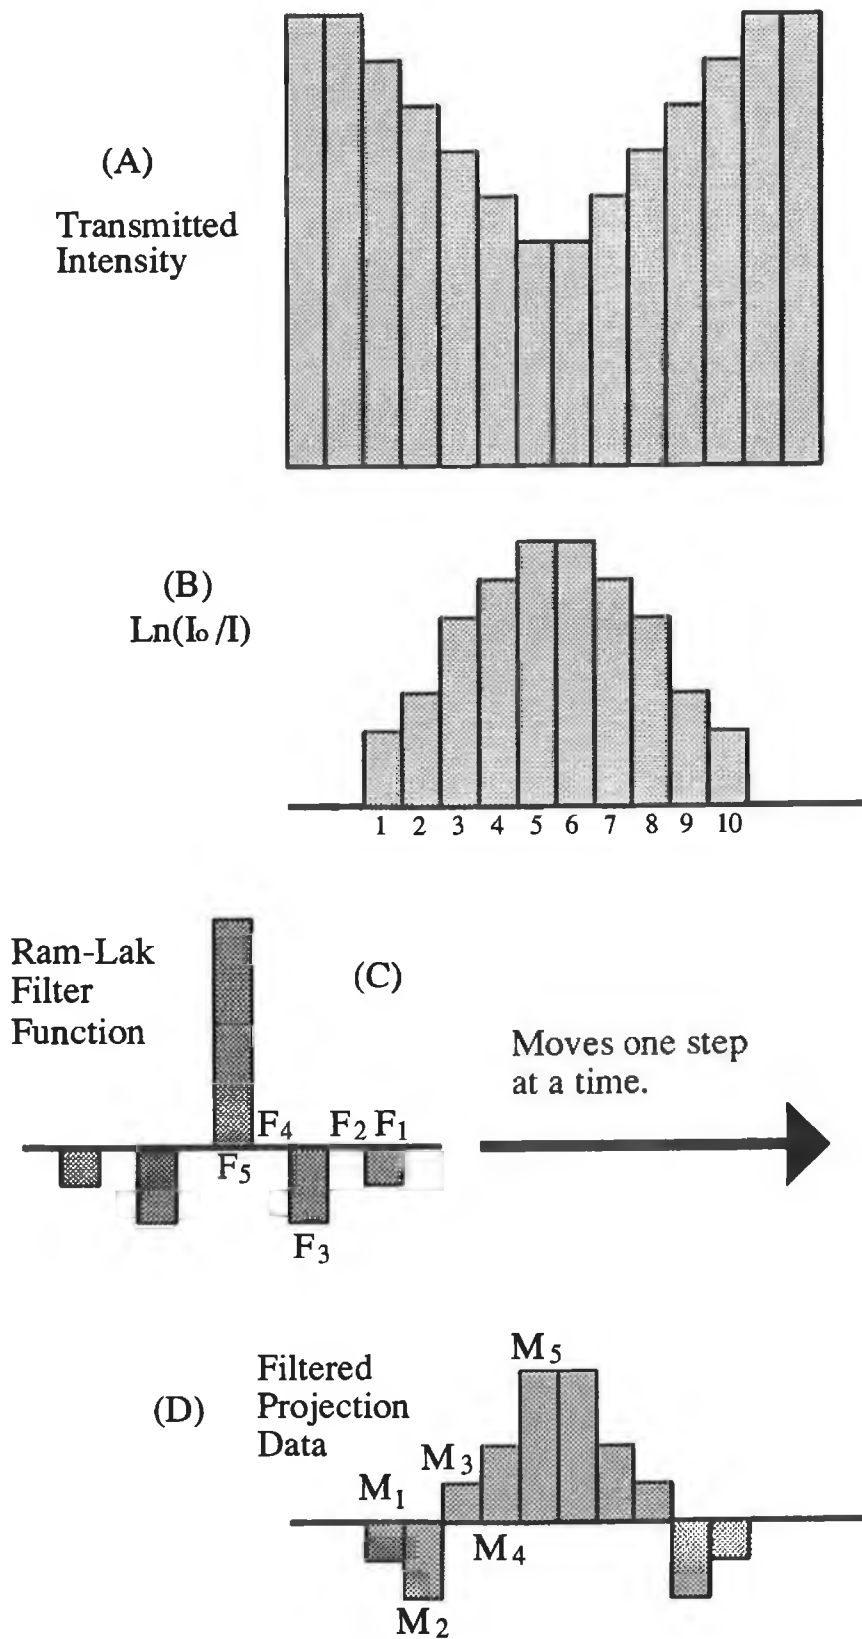 (A)
Transmitted
Intensity
(B)
Ln(Io /I)
1 2 3 4 5 6 7 8 9 10
Ram-Lak
Filter
Function
(C)
Moves one step
at a time.
F4 F2 F1
F5
F3
(D)
Filtered
Projection
Data
M5
M3
M1
M4
M2